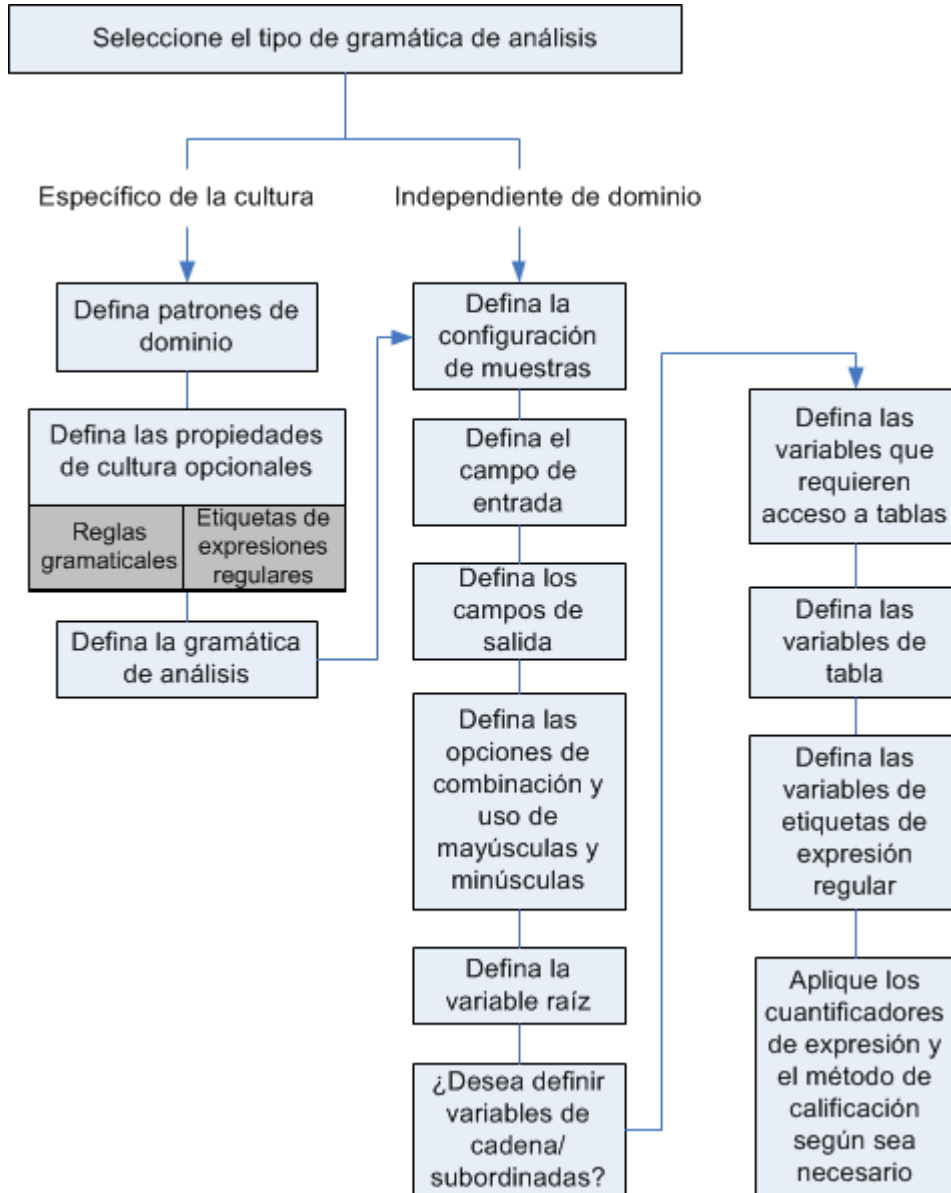 Seleccione el tipo de gramática de análisis
Específico de la cultura
Independiente de dominio
Defina patrones de
dominio
Defina las propiedades
de cultura opcionales
Reglas
gramaticales
Etiquetas de
expresiones
regulares
Defina la gramática
de análisis
Defina la
configuración
de muestras
Defina el
campo de
entrada
Defina los
campos de
salida
Defina las
opciones de
combinación y
uso de
mayúsculas y
minúsculas
Defina la
variable raíz
¿Desea definir
variables de
cadena/
subordinadas?
Defina las
variables que
requieren
acceso a tablas
Defina las
variables de
tabla
Defina las
variables de
etiquetas de
expresión
regular
Aplique los
cuantificadores
de expresión y
el método de
calificación
según sea
necesario